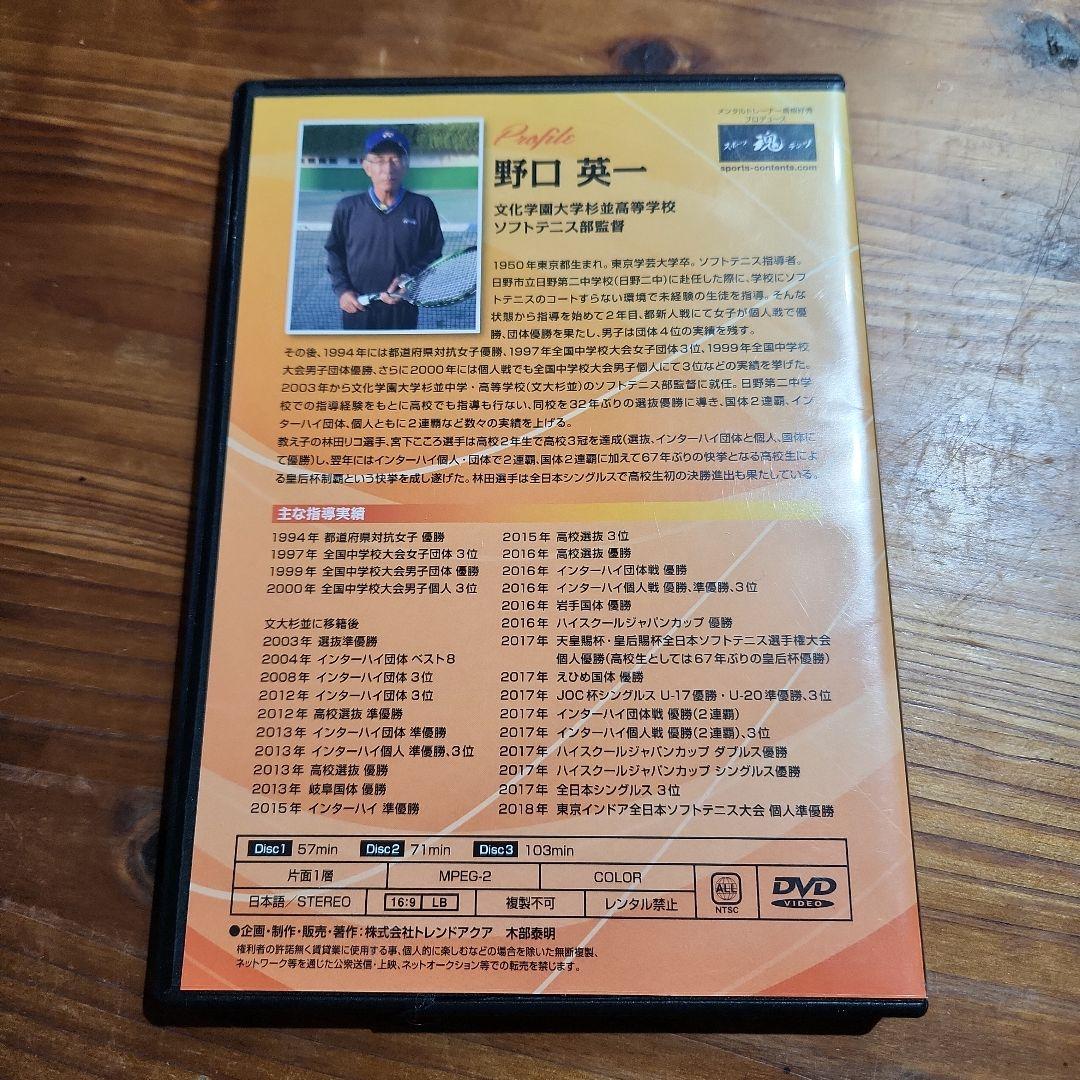 メンタルトレーナー高畑好秀
プロデュース
スポーツ 魂 テンツ
sports-contents.com
Profile
野口 英一
文化学園大学杉並高等学校
ソフトテニス部監督
1950年東京都生まれ。東京学芸大学卒。ソフトテニス指導者。
日野市立日野第二中学校(日野二中)に赴任した際に、学校にソフ
トテニスのコートすらない環境で未経験の生徒を指導。そんな
状態から指導を始めて2年目、都新人戦にて女子が個人戦で優
勝、団体優勝を果たし、男子は団体4位の実績を残す。
その後、1994年には都道府県対抗女子優勝、1997年全国中学校大会女子団体3位、1999年全国中学校
大会男子団体優勝、さらに2000年には個人戦でも全国中学校大会男子個人にて3位などの実績を挙げた。
2003年から文化学園大学杉並中学・高等学校(文大杉並)のソフトテニス部監督に就任。日野第二中学
校での指導経験をもとに高校でも指導も行ない、同校を32年ぶりの選抜優勝に導き、国体2連覇、イン
ターハイ団体、個人ともに2連覇など数々の実績を上げる。
教え子の林田リコ選手、宮下こころ選手は高校2年生で高校3冠を達成(選抜、インターハイ団体と個人、国体に
て優勝)し、翌年にはインターハイ個人・団体で2連覇、国体2連覇に加えて67年ぶりの快挙となる高校生によ
る皇后杯制覇という快挙を成し遂げた。林田選手は全日本シングルスで高校生初の決勝進出も果たしている。
主な指導実績
1994年 都道府県対抗女子 優勝
1997年 全国中学校大会女子団体 3位
1999年 全国中学校大会男子団体 優勝
2000年 全国中学校大会男子個人 3位
文大杉並に移籍後
2003年 選抜準優勝
2004年 インターハイ団体 ベスト8
2008年 インターハイ団体 3位
2012年 インターハイ団体 3位
2012年 高校選抜 準優勝
2013年 インターハイ団体 準優勝
2013年 インターハイ個人 準優勝、3位
2013年 高校選抜 優勝
2013年 岐阜国体 優勝
2015年 インターハイ 準優勝
2015年 高校選抜 3位
2016年 高校選抜 優勝
2016年 インターハイ団体戦 優勝
2016年 インターハイ個人戦 優勝、準優勝、3位
2016年 岩手国体 優勝
2016年 ハイスクールジャパンカップ 優勝
2017年 天皇賜杯・皇后賜杯全日本ソフトテニス選手権大会
個人優勝(高校生としては67年ぶりの皇后杯優勝)
2017年 えひめ国体 優勝
2017年 JOC杯シングルス U-17優勝・U-20準優勝、3位
2017年 インターハイ団体戦 優勝(2連覇)
2017年 インターハイ個人戦 優勝(2連覇)、3位
2017年 ハイスクールジャパンカップ ダブルス優勝
2017年 ハイスクールジャパンカップ シングルス優勝
2017年 全日本シングルス 3位
2018年 東京インドア全日本ソフトテニス大会 個人準優勝
Disc1 57min Disc2 71min Disc3 103min
片面1層 MPEG-2 COLOR
日本語/STEREO 16:9 LB 複製不可 レンタル禁止
ALL
NTSC
DVD
VIDEO
●企画・制作・販売・著作:株式会社トレンドアクア 木部泰明
権利者の許諾無く賃貸業に使用する事、個人的に楽しむなどの場合を除いた無断複製、
ネットワーク等を通じた公衆送信・上映、ネットオークション等での転売を禁じます。